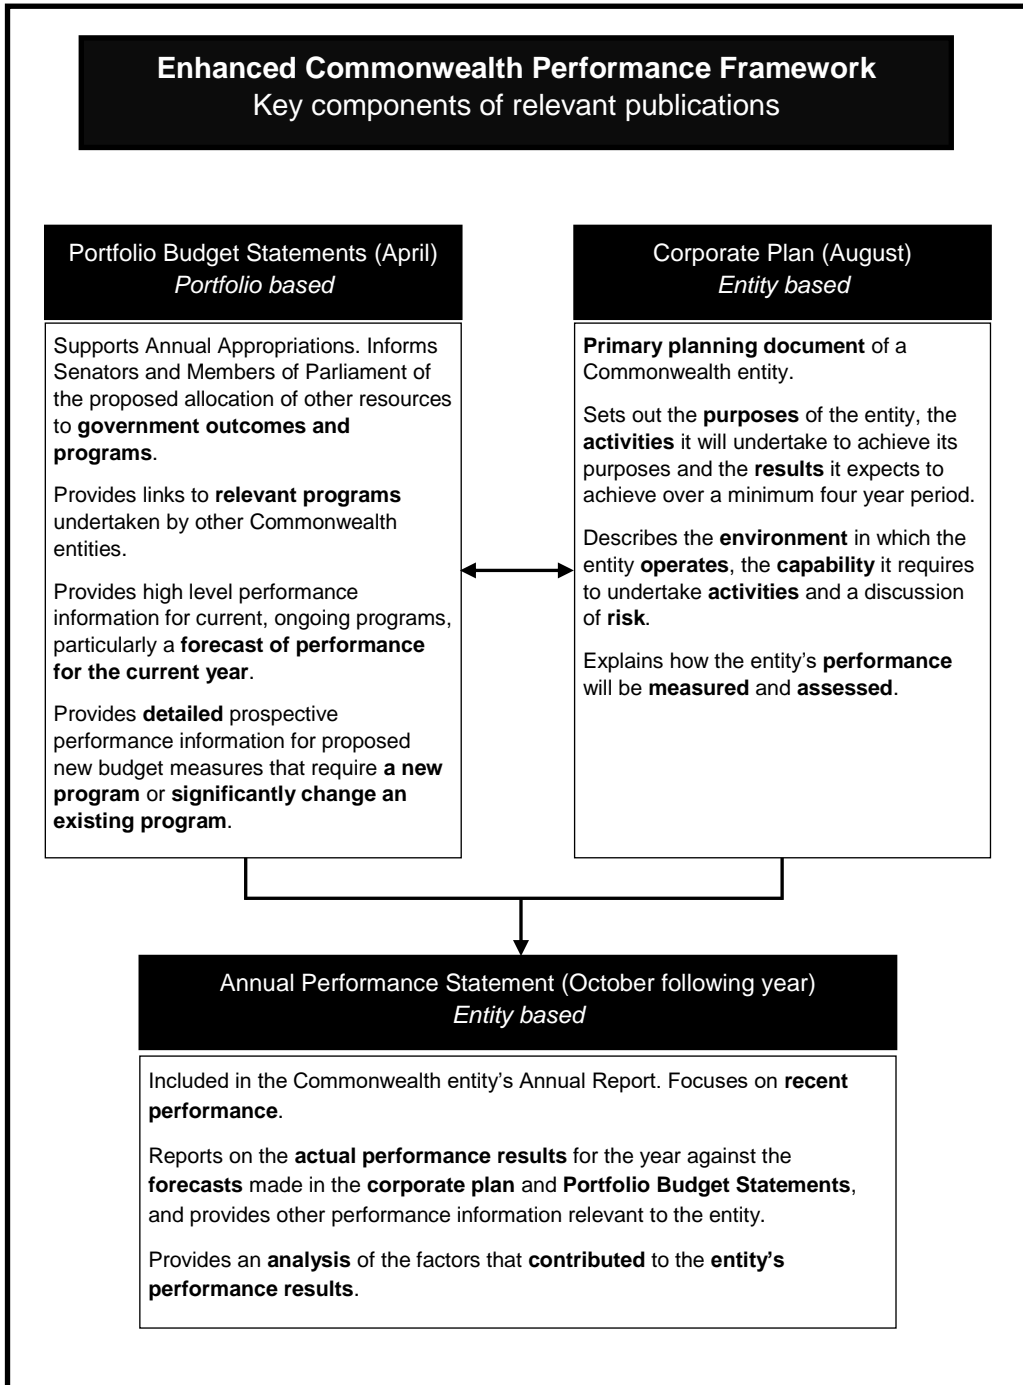 Enhanced Commonwealth Performance Framework
Key components of relevant publications
Portfolio Budget Statements (April)
Portfolio based
Supports Annual Appropriations. Informs
Senators and Members of Parliament of
the proposed allocation of other resources
to government outcomes and
programs.
Provides links to relevant programs
undertaken by other Commonwealth
entities.
Provides high level performance
information for current, ongoing programs,
particularly a forecast of performance
for the current year.
Provides detailed prospective
performance information for proposed
new budget measures that require a new
program or significantly change an
existing program.
Corporate Plan (August)
Entity based
Primary planning document of a
Commonwealth entity.
Sets out the purposes of the entity, the
activities it will undertake to achieve its
purposes and the results it expects to
achieve over a minimum four year period.
Describes the environment in which the
entity operates, the capability it requires
to undertake activities and a discussion
of risk.
Explains how the entity's performance
will be measured and assessed.
Annual Performance Statement (October following year)
Entity based
Included in the Commonwealth entity's Annual Report. Focuses on recent
performance.
Reports on the actual performance results for the year against the
forecasts made in the corporate plan and Portfolio Budget Statements,
and provides other performance information relevant to the entity.
Provides an analysis of the factors that contributed to the entity's
performance results.